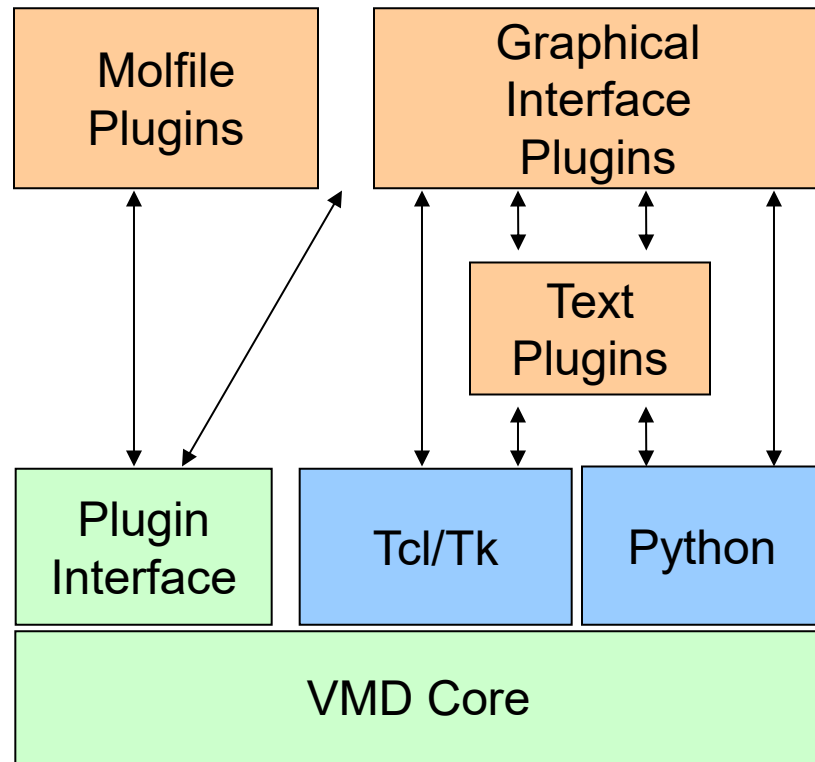 Molfile
Plugins
Graphical
Interface
Plugins
Text
Plugins
Plugin
Interface
Tcl/Tk
Python
VMD Core